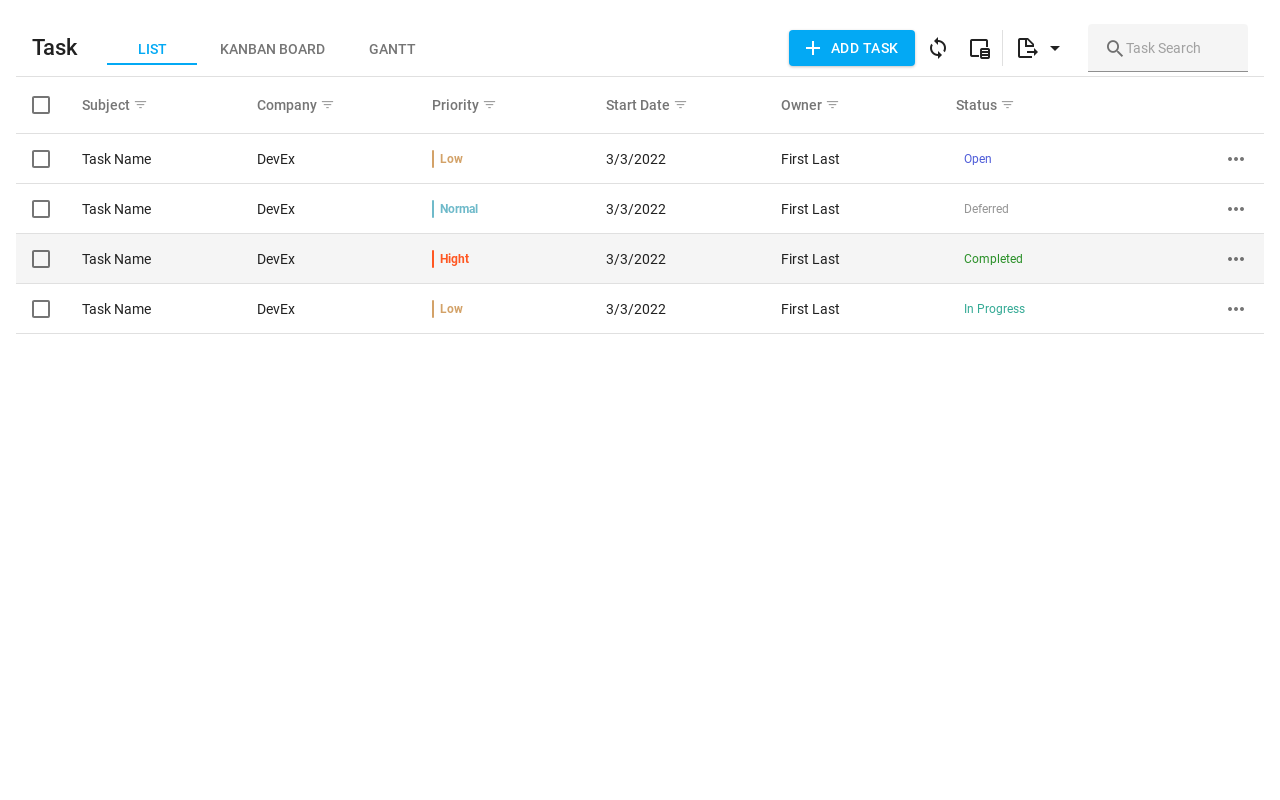 Task LIST KANBAN BOARD GANTT ADD TASK Task Search
Subject Company Priority Start Date Owner Status
Task Name DevEx Low 3/3/2022 First Last Open
Task Name DevEx Normal 3/3/2022 First Last Deferred
Task Name DevEx Hight 3/3/2022 First Last Completed
Task Name DevEx Low 3/3/2022 First Last In Progress